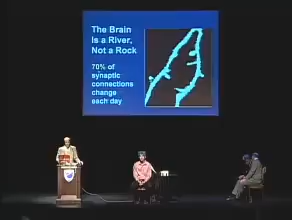 The Brain
Is a River,
Not a Rock
70% of
synaptic
connections
change
each day